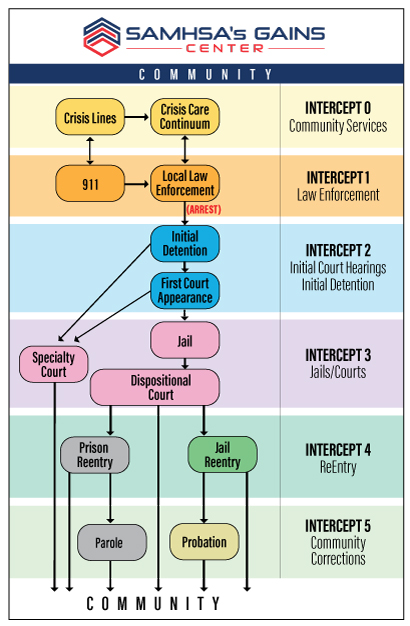 SAMHSA's GAINS
CENTER
COMMUNITY
Crisis Lines
Crisis Care
Continuum
INTERCEPT 0
Community Services
911
Local Law
Enforcement
INTERCEPT 1
Law Enforcement
(ARREST)
Initial
Detention
First Court
Appearance
INTERCEPT 2
Initial Court Hearings
Initial Detention
Jail
Specialty
Court
Dispositional
Court
INTERCEPT 3
Jails/Courts
Prison
Reentry
Jail
Reentry
INTERCEPT 4
ReEntry
Parole
Probation
INTERCEPT 5
Community
Corrections
COMMUNITY